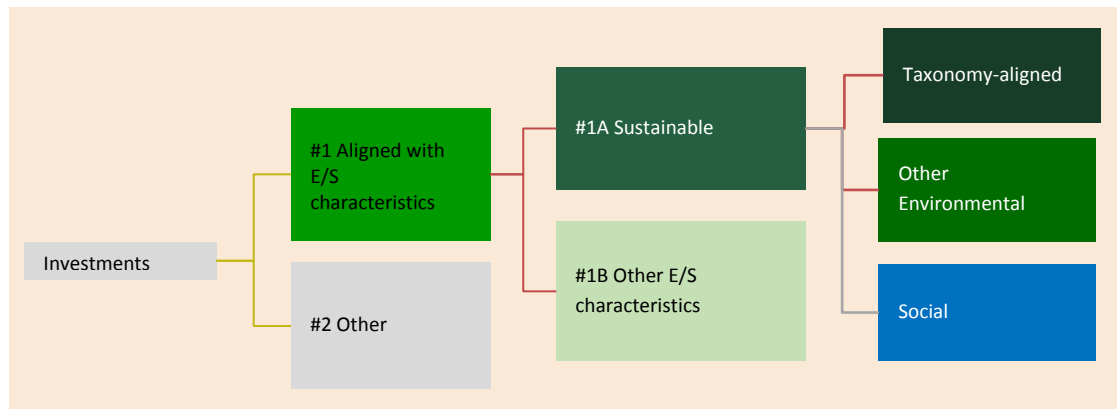 Investments
#1 Aligned with
E/S
characteristics
#2 Other
#1A Sustainable
#1B Other E/S
characteristics
Taxonomy-aligned
Other
Environmental
Social